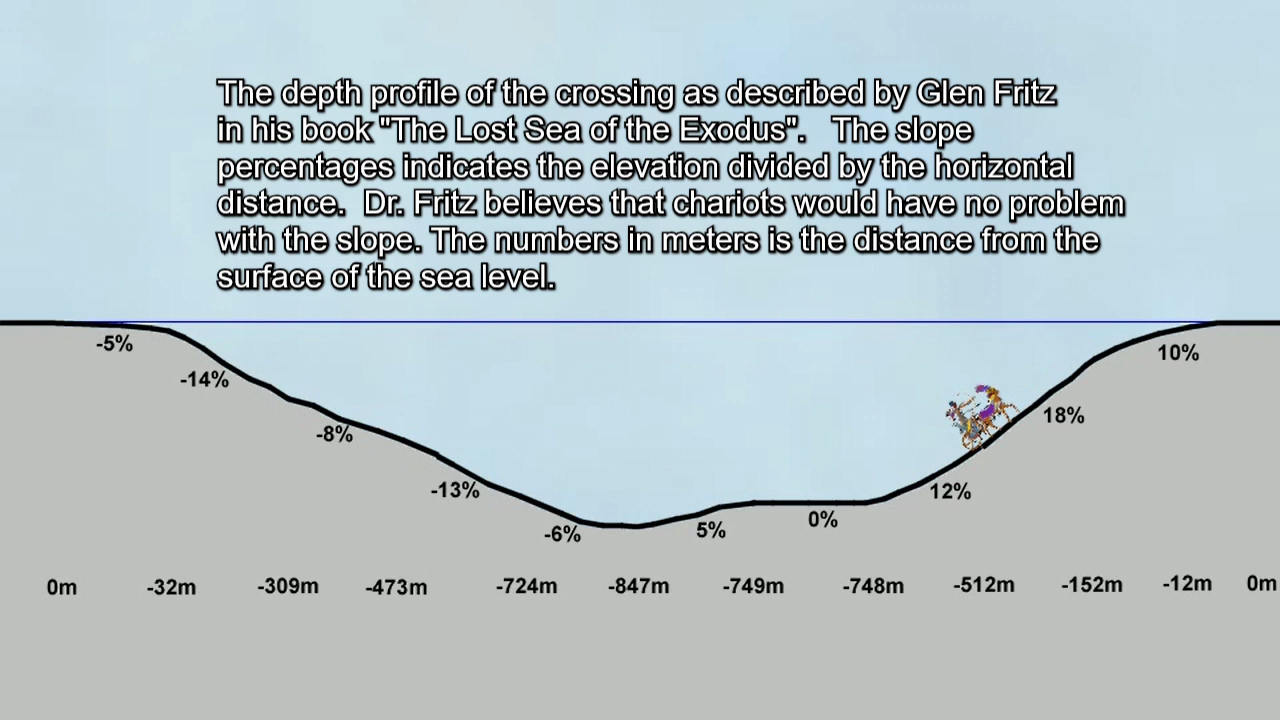 The depth profile of the crossing as described by Glen Fritz
in his book "The Lost Sea of the Exodus".   The slope
percentages indicates the elevation divided by the horizontal
distance.  Dr. Fritz believes that chariots would have no problem
with the slope. The numbers in meters is the distance from the
surface of the sea level.
-5%
10%
-14%
18%
-8%
-13%
12%
-6%
5%
0%
0m -32m -309m -473m -724m -847m -749m -748m -512m -152m -12m 0m